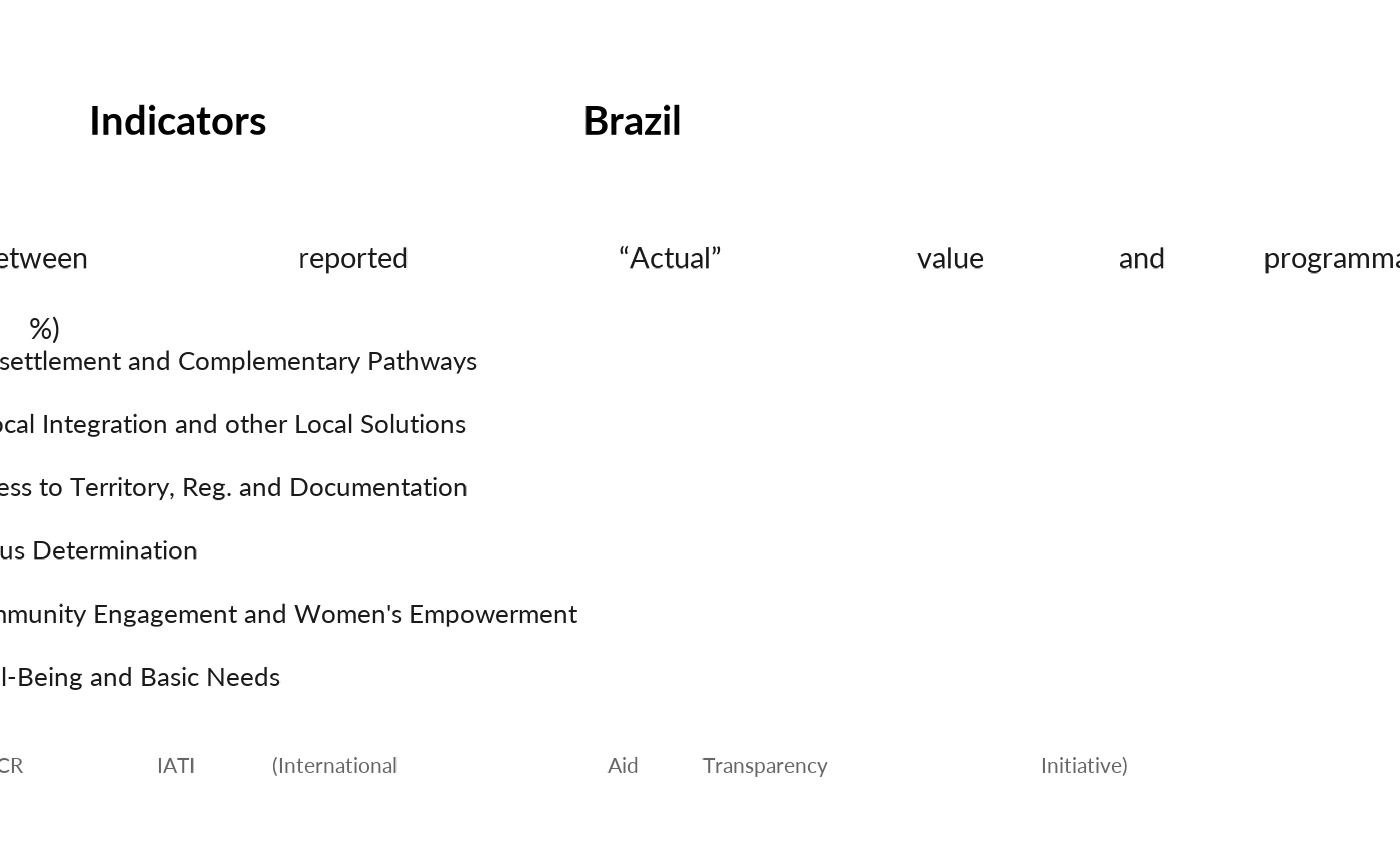 Indicators Brazil
etween reported “Actual” value and programma
%)
settlement and Complementary Pathways
ocal Integration and other Local Solutions
ess to Territory, Reg. and Documentation
us Determination
mmunity Engagement and Women's Empowerment
l-Being and Basic Needs
CR IATI (International Aid Transparency Initiative)